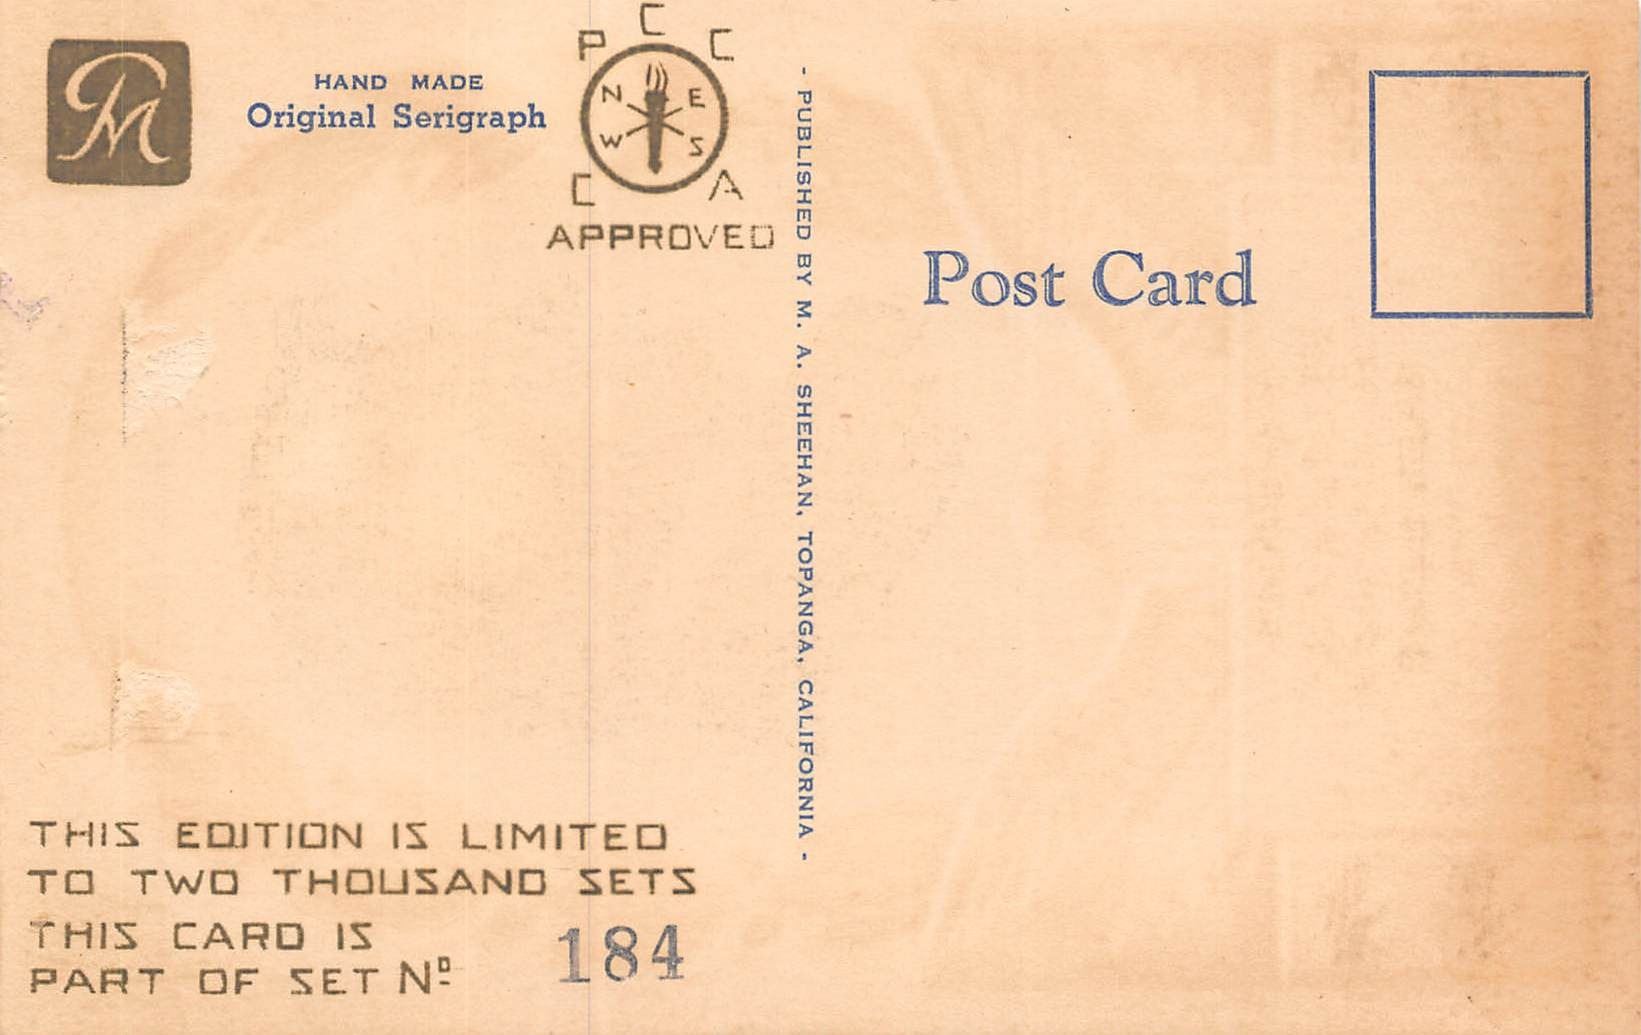 P C C
HAND MADE
Original Serigraph
N E
W S
C A
APPROVED
- PUBLISHED BY M. A. SHEEHAN, TOPANGA, CALIFORNIA -
Post Card
THIS EDITION IS LIMITED
TO TWO THOUSAND SETS
THIS CARD IS
PART OF SET Nº 184